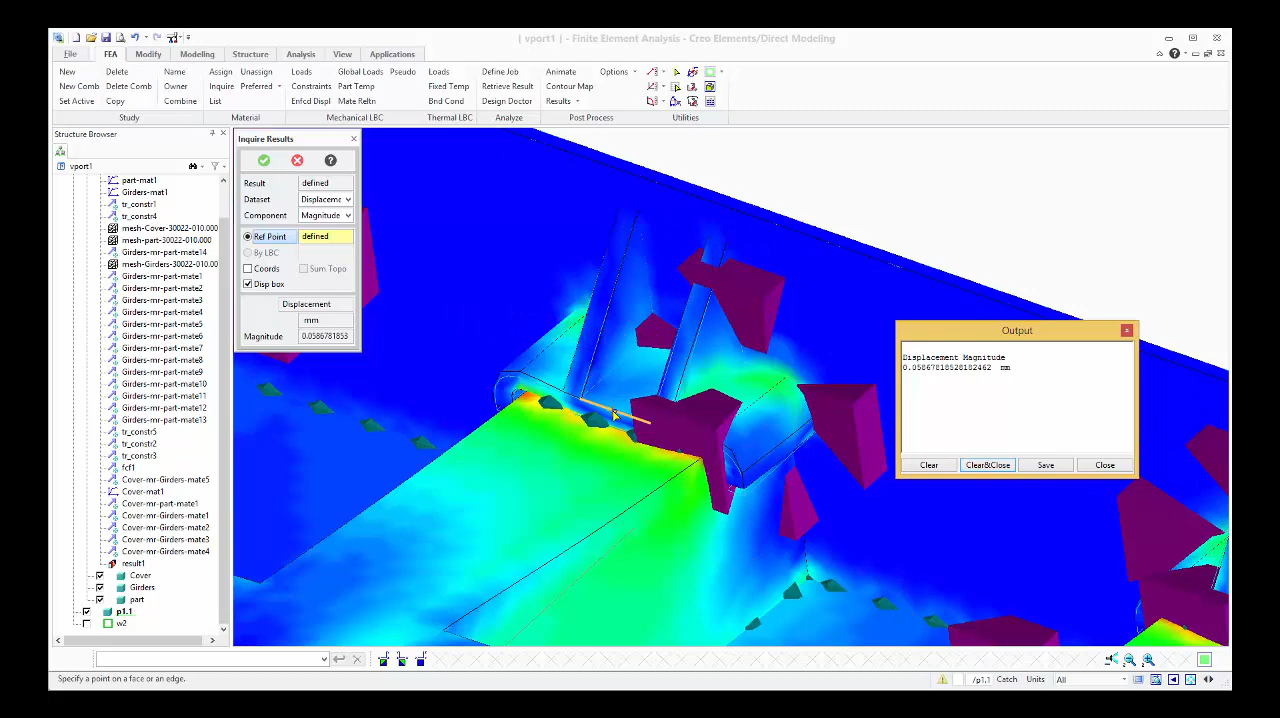 [ vport1 ] - Finite Element Analysis - Creo Elements/Direct Modeling
File FEA Modify Modeling Structure Analysis View Applications
New Delete Name Assign Unassign Loads Global Loads Pseudo Loads Define Job Animate Options
New Comb Delete Comb Owner Inquire Preferred Constraints Part Temp Fixed Temp Retrieve Result Contour Map
Set Active Copy Combine List Enfcd Displ Mate Reltn Bnd Cond Design Doctor Results
Study Material Mechanical LBC Thermal LBC Analyze Post Process Utilities
Structure Browser
vport1
part-mat1
Girders-mat1
tr_constr1
tr_constr4
mesh-Cover-30022-010.000
mesh-part-30022-010.000
Girders-mr-part-mate14
mesh-Girders-30022-010.000
Girders-mr-part-mate1
Girders-mr-part-mate2
Girders-mr-part-mate3
Girders-mr-part-mate4
Girders-mr-part-mate5
Girders-mr-part-mate6
Girders-mr-part-mate7
Girders-mr-part-mate8
Girders-mr-part-mate9
Girders-mr-part-mate10
Girders-mr-part-mate11
Girders-mr-part-mate12
Girders-mr-part-mate13
tr_constr5
tr_constr2
tr_constr3
fcf1
Cover-mr-part-mate5
Cover-mat1
Cover-mr-part-mate1
Cover-mr-Girders-mate1
Cover-mr-Girders-mate2
Cover-mr-Girders-mate3
Cover-mr-Girders-mate4
result1
Cover
Girders
part
p1.1
w2
Inquire Results
Result defined
Dataset Displaceme
Component Magnitude
Ref Point defined
By LBC
Coords Sum Topo
Disp box
Displacement
mm
Magnitude 0.0586781853
Output
Displacement Magnitude
0.05867818528182462 mm
Clear Clear&Close Save Close
Specify a point on a face or an edge.
/p1.1 Catch Units All